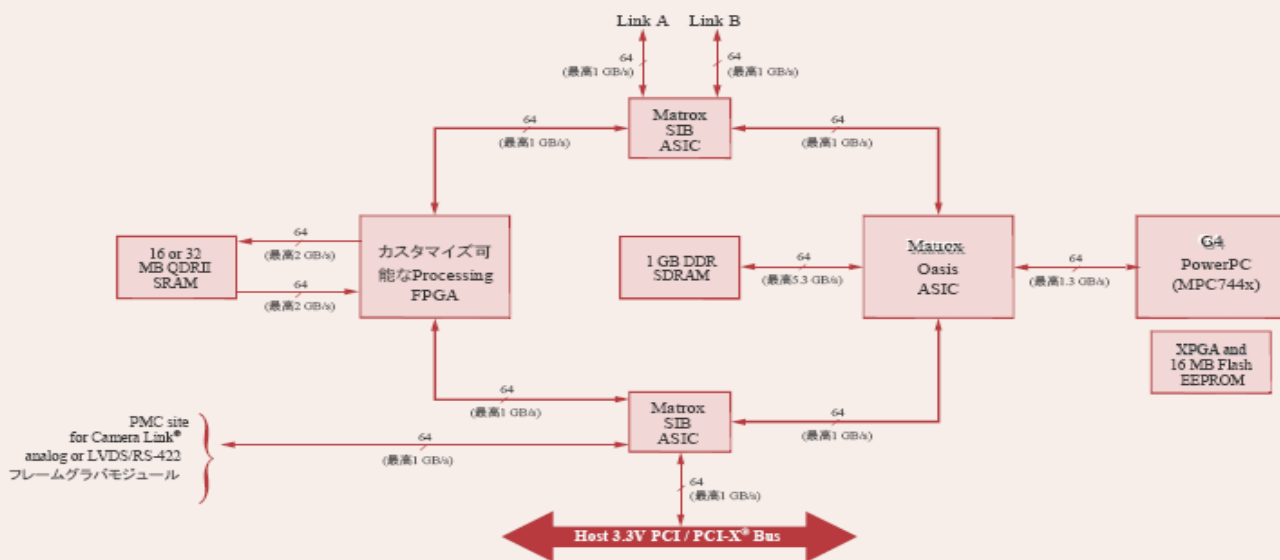 Link A
Link B
64
(最高1 GB/s)
64
(最高1 GB/s)
Matrox
SIB
ASIC
64
(最高1 GB/s)
64
(最高1 GB/s)
16 or 32
MB QDRII
SRAM
64
(最高2 GB/s)
64
(最高2 GB/s)
カスタマイズ可
能なProcessing
FPGA
1 GB DDR
SDRAM
64
(最高5.3 GB/s)
Matrox
Oasis
ASIC
64
(最高1.3 GB/s)
G4
PowerPC
(MPC744x)
XPGA and
16 MB Flash
EEPROM
64
(最高1 GB/s)
Matrox
SIB
ASIC
64
(最高1 GB/s)
PMC site
for Camera Link®
analog or LVDS/RS-422
フレームグラバモジュール
64
(最高1 GB/s)
64
(最高1 GB/s)
Host 3.3V PCI / PCI-X® Bus